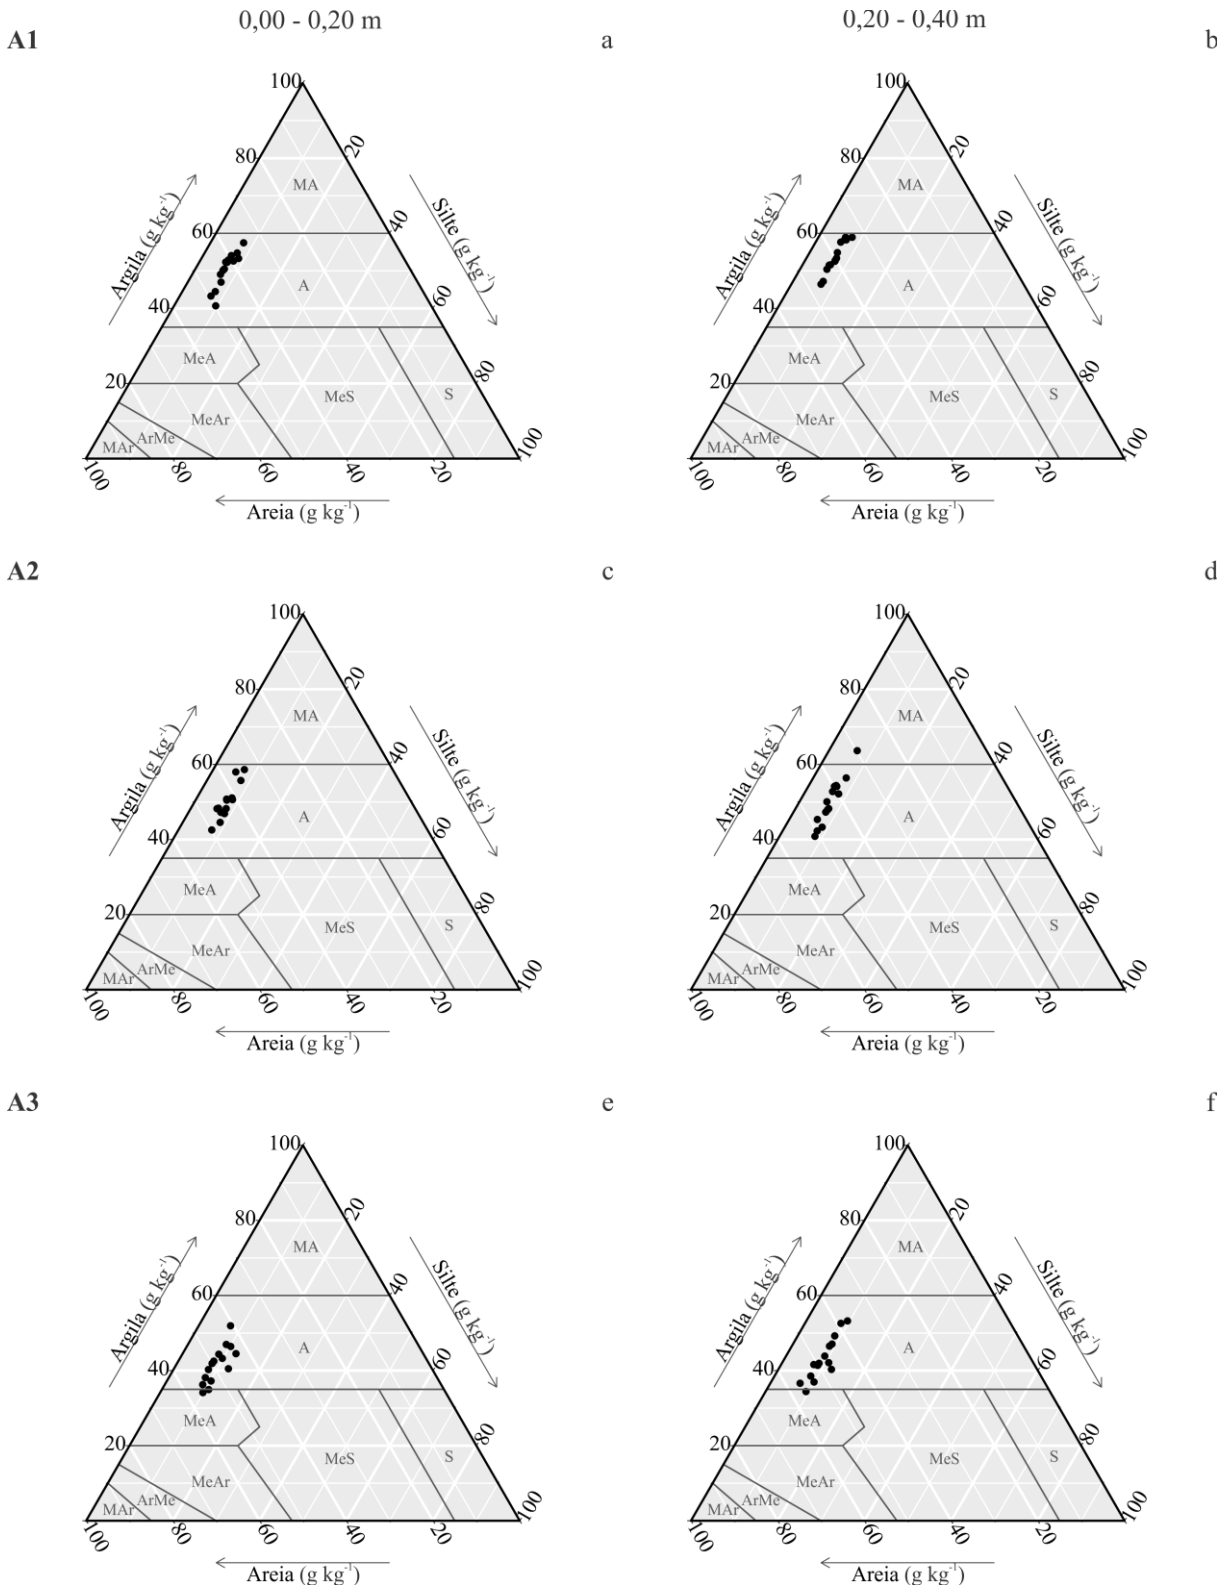 0,00 - 0,20 m
0,20 - 0,40 m
A1
a
b
100
80
20
MA
60
40
Argila (g kg⁻¹)
Silte (g kg⁻¹)
A
40
60
MeA
20
80
MeS
S
MeAr
ArMe
MAr
100
80
60
40
20
100
Areia (g kg⁻¹)
100
80
20
MA
60
40
Argila (g kg⁻¹)
Silte (g kg⁻¹)
A
40
60
MeA
20
80
MeS
S
MeAr
ArMe
MAr
100
80
60
40
20
100
Areia (g kg⁻¹)
A2
c
d
100
80
20
MA
60
40
Argila (g kg⁻¹)
Silte (g kg⁻¹)
A
40
60
MeA
20
80
MeS
S
MeAr
ArMe
MAr
100
80
60
40
20
100
Areia (g kg⁻¹)
100
80
20
MA
60
40
Argila (g kg⁻¹)
Silte (g kg⁻¹)
A
40
60
MeA
20
80
MeS
S
MeAr
ArMe
MAr
100
80
60
40
20
100
Areia (g kg⁻¹)
A3
e
f
100
80
20
MA
60
40
Argila (g kg⁻¹)
Silte (g kg⁻¹)
A
40
60
MeA
20
80
MeS
S
MeAr
ArMe
MAr
100
80
60
40
20
100
Areia (g kg⁻¹)
100
80
20
MA
60
40
Argila (g kg⁻¹)
Silte (g kg⁻¹)
A
40
60
MeA
20
80
MeS
S
MeAr
ArMe
MAr
100
80
60
40
20
100
Areia (g kg⁻¹)